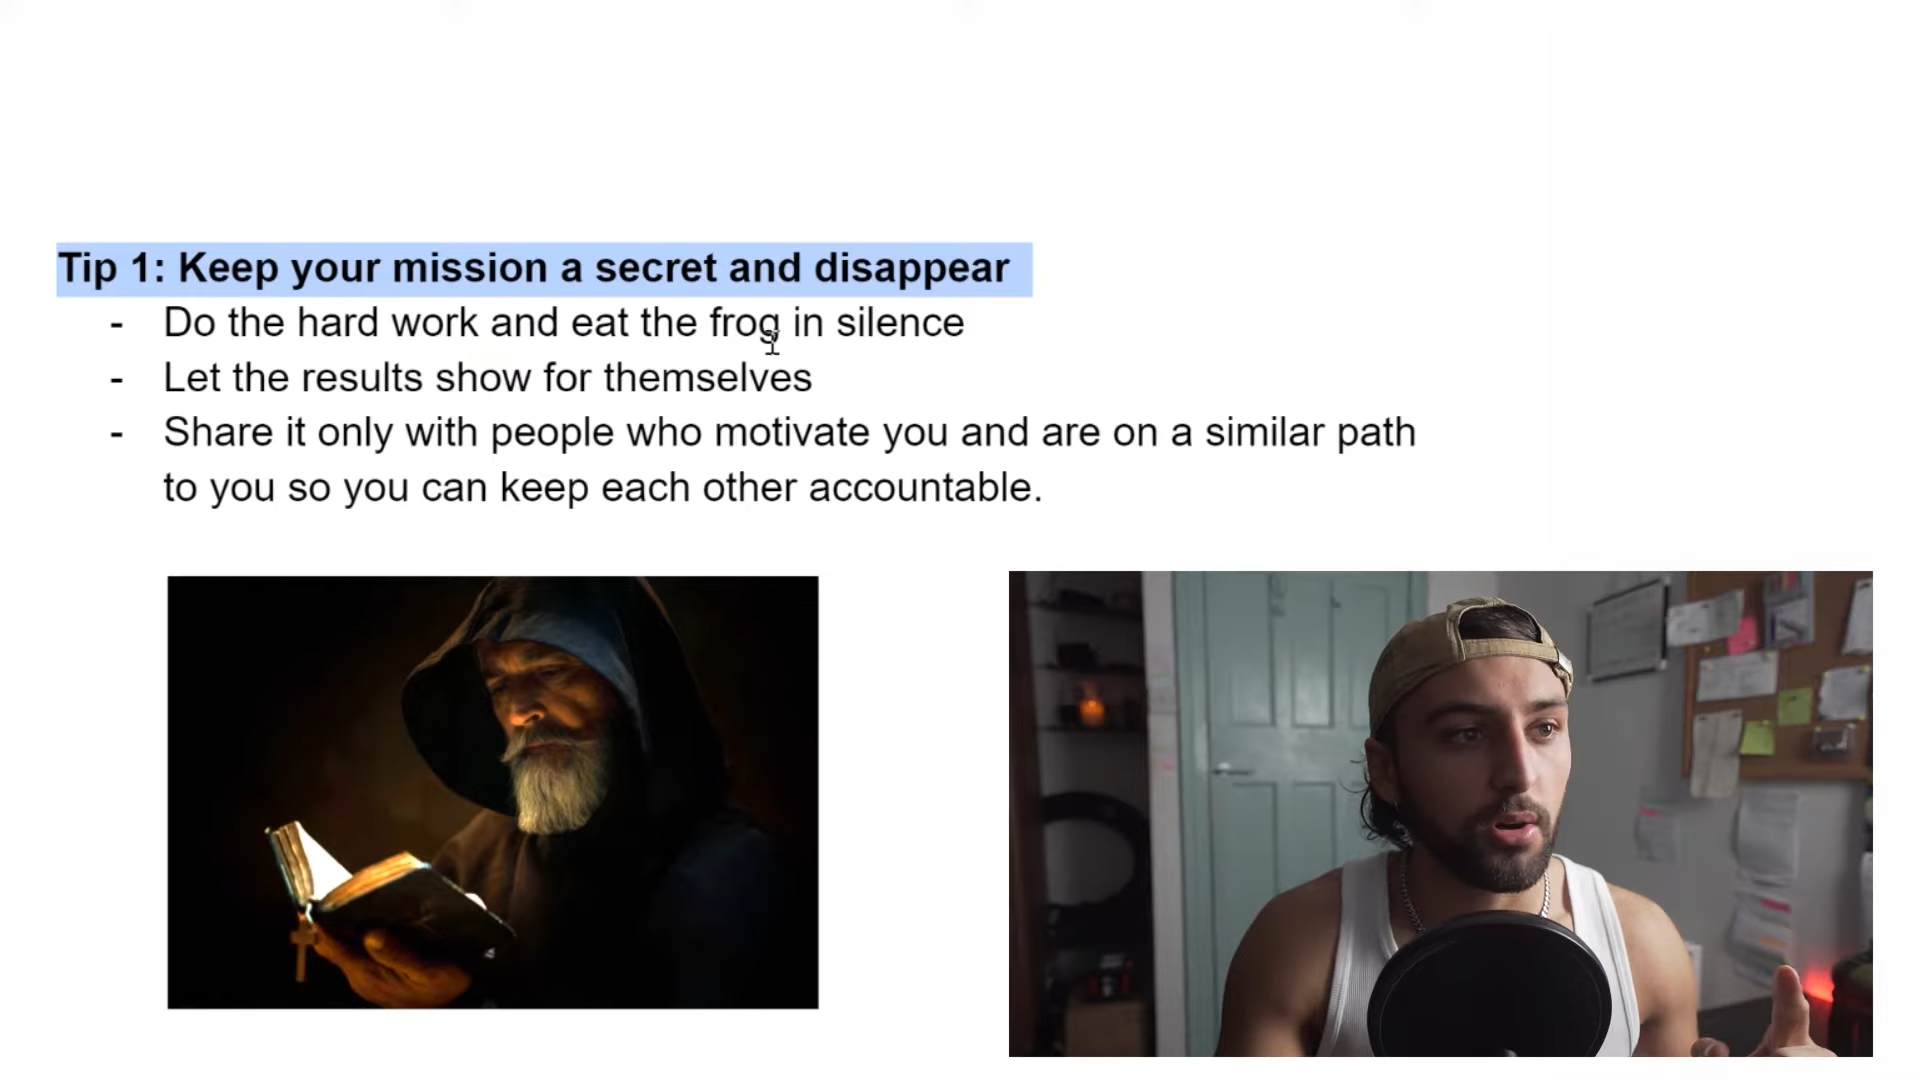 Tip 1: Keep your mission a secret and disappear
- Do the hard work and eat the frog in silence
- Let the results show for themselves
- Share it only with people who motivate you and are on a similar path
to you so you can keep each other accountable.